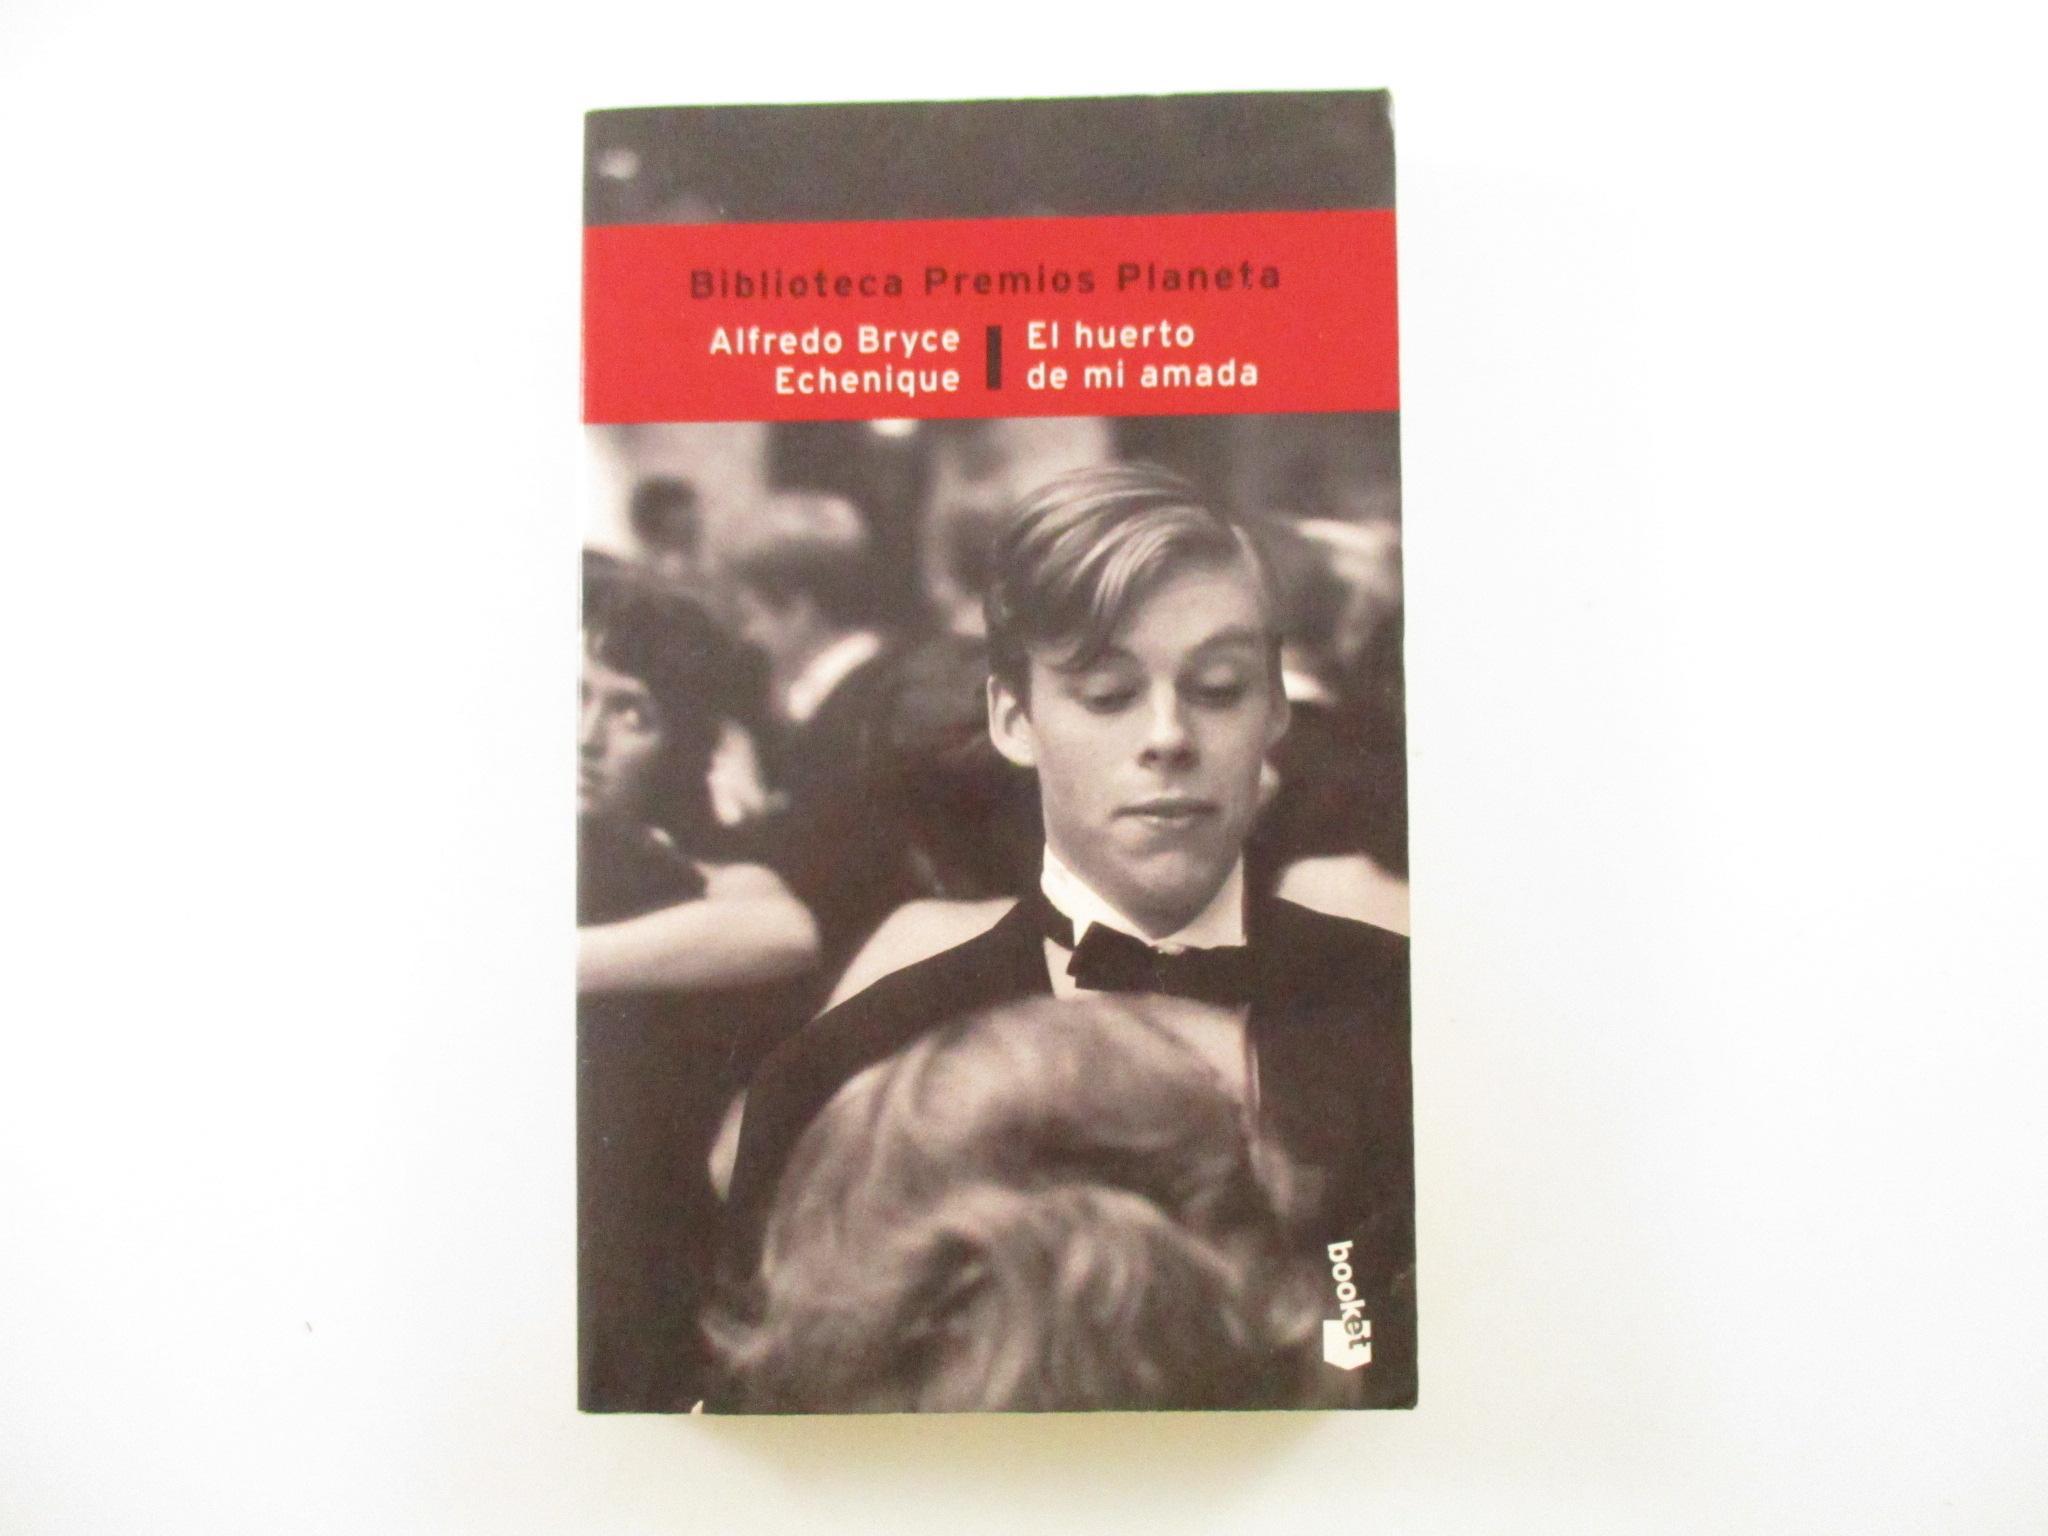 Biblioteca Premios Planeta
Alfredo Bryce
Echenique
El huerto
de mi amada
booket